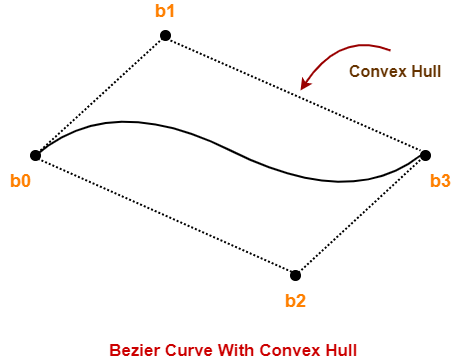 b1
Convex Hull
b0
b3
b2
Bezier Curve With Convex Hull